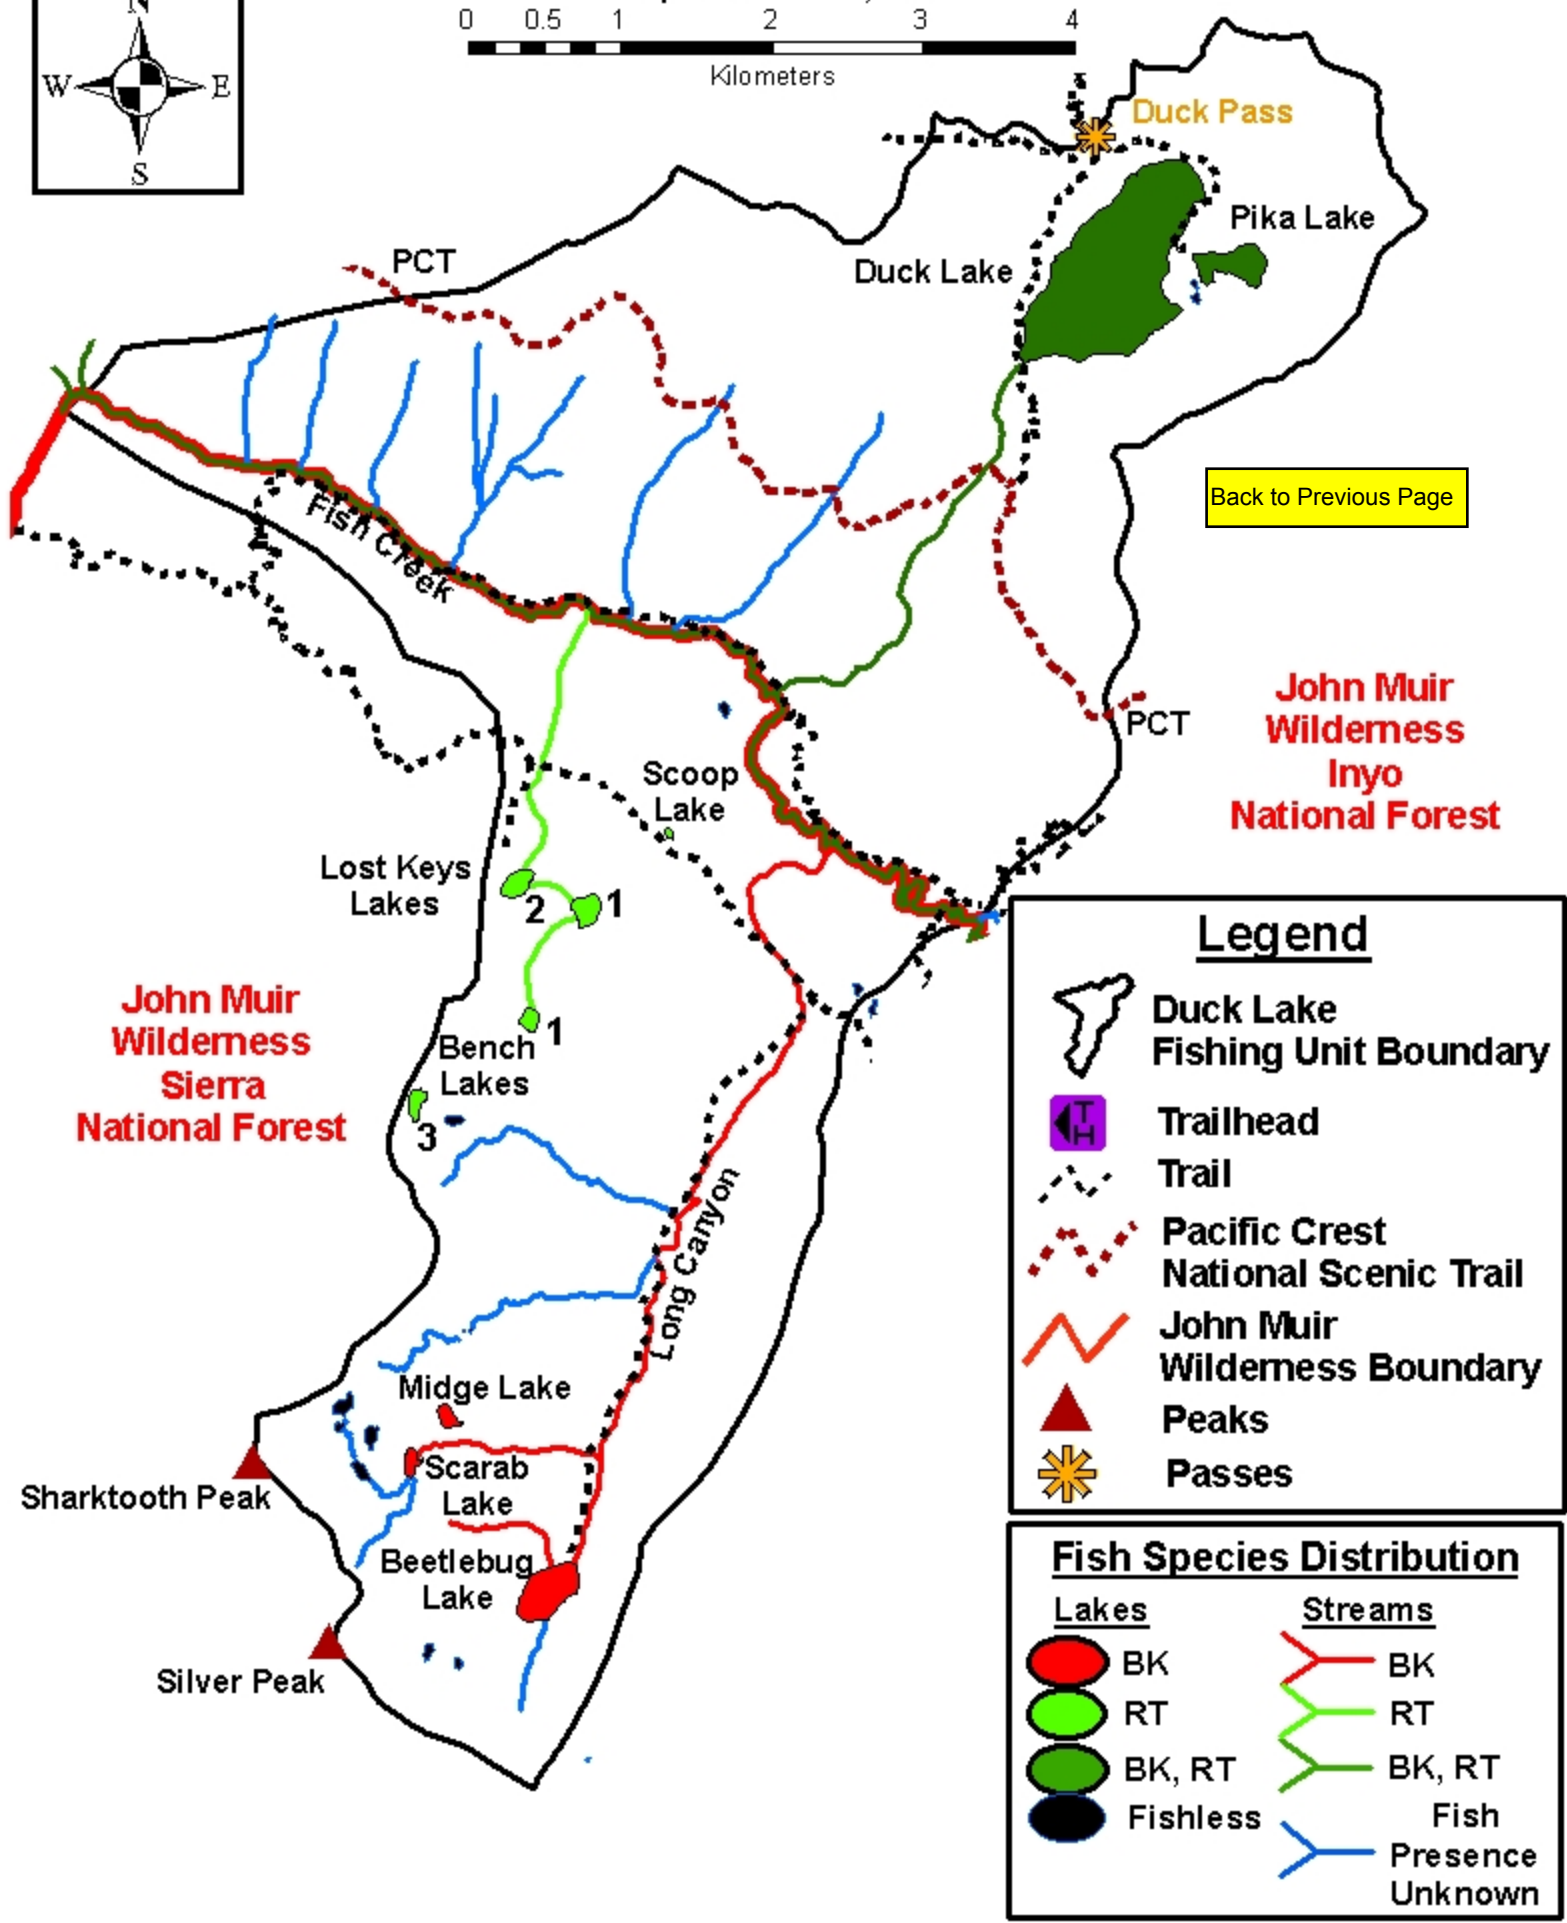 N
W E
S
0 0.5 1 2 3 4
Kilometers
Duck Pass
Pika Lake
Duck Lake
PCT
Back to Previous Page
Fish Creek
John Muir
Wilderness
Inyo
National Forest
PCT
Scoop
Lake
Lost Keys
Lakes
2
1
John Muir
Wilderness
Sierra
National Forest
1
Bench
Lakes
3
Long Canyon
Midge Lake
Scarab
Lake
Sharktooth Peak
Beetlebug
Lake
Silver Peak
Legend
Duck Lake
Fishing Unit Boundary
T
H
Trailhead
Trail
Pacific Crest
National Scenic Trail
John Muir
Wilderness Boundary
Peaks
Passes
Fish Species Distribution
Lakes Streams
BK BK
RT RT
BK, RT BK, RT
Fishless Fish
Presence
Unknown